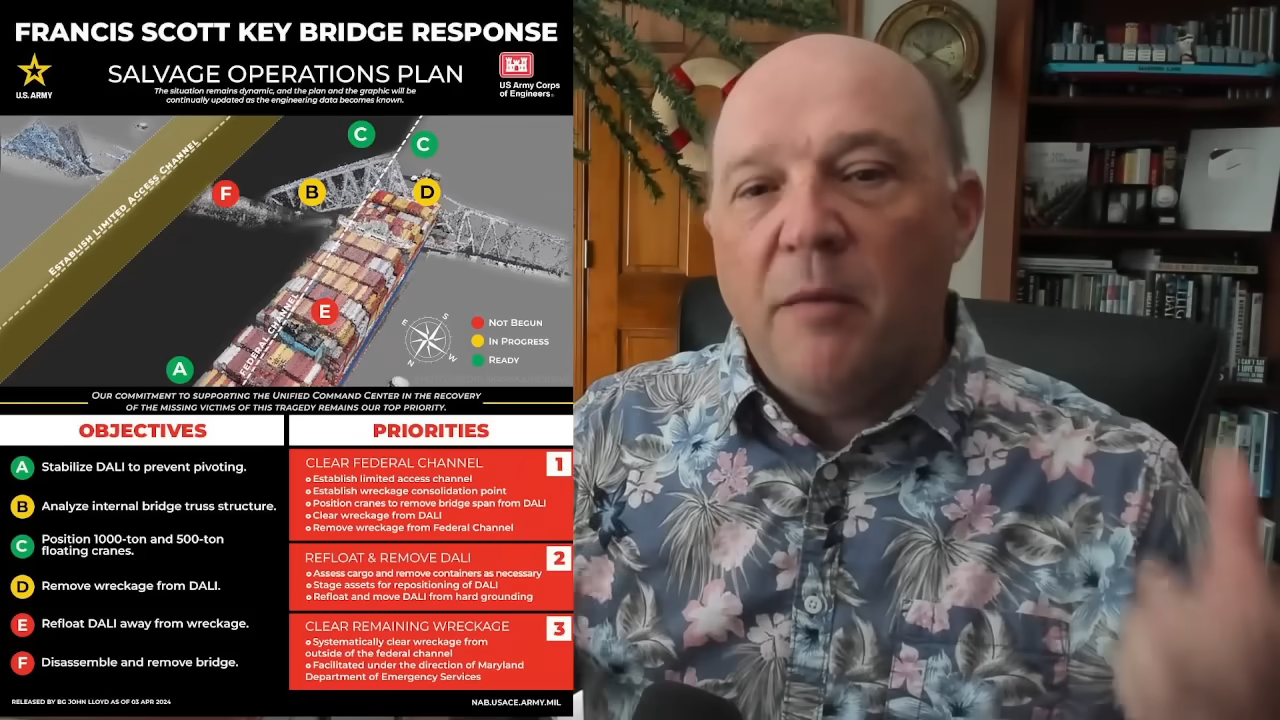 FRANCIS SCOTT KEY BRIDGE RESPONSE
SALVAGE OPERATIONS PLAN
U.S. ARMY
US Army Corps
of Engineers®
The situation remains dynamic, and the plan and the graphic will be
continually updated as the engineering data becomes known.
ESTABLISH LIMITED ACCESS CHANNEL
C
C
F
B
D
E
FEDERAL CHANNEL
A
S
E
W
N
NOT BEGUN
IN PROGRESS
READY
OUR COMMITMENT TO SUPPORTING THE UNIFIED COMMAND CENTER IN THE RECOVERY
OF THE MISSING VICTIMS OF THIS TRAGEDY REMAINS OUR TOP PRIORITY.
OBJECTIVES
A Stabilize DALI to prevent pivoting.
B Analyze internal bridge truss structure.
C Position 1000-ton and 500-ton
floating cranes.
D Remove wreckage from DALI.
E Refloat DALI away from wreckage.
F Disassemble and remove bridge.
PRIORITIES
CLEAR FEDERAL CHANNEL 1
Establish limited access channel
Establish wreckage consolidation point
Position cranes to remove bridge span from DALI
Clear wreckage from DALI
Remove wreckage from Federal Channel
REFLOAT & REMOVE DALI 2
Assess cargo and remove containers as necessary
Stage assets for repositioning of DALI
Refloat and move DALI from hard grounding
CLEAR REMAINING WRECKAGE 3
Systematically clear wreckage from
outside of the federal channel
Facilitated under the direction of Maryland
Department of Emergency Services
RELEASED BY BG JOHN LLOYD AS OF 03 APR 2024
NAB.USACE.ARMY.MIL